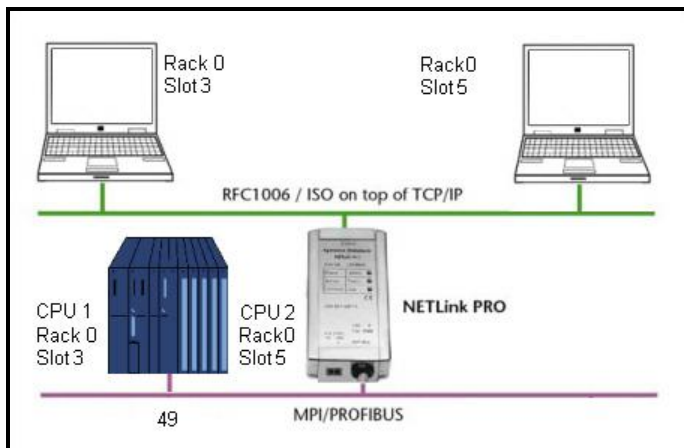 Rack 0
Slot 3
Rack0
Slot 5
RFC1006 / ISO on top of TCP/IP
CPU 1
Rack 0
Slot 3
CPU 2
Rack0
Slot 5
NETLink PRO
49
MPI/PROFIBUS